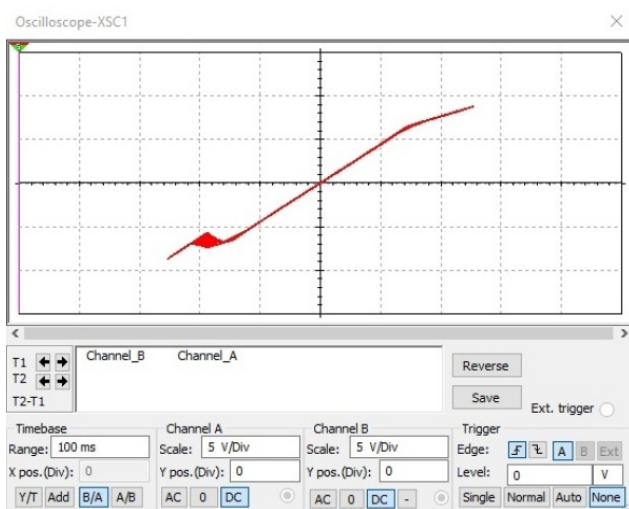 Oscilloscope-XSC1
T1
T2
T2-T1
Channel_B Channel_A
Reverse
Save
Ext. trigger
Timebase
Range: 100 ms
X pos.(Div): 0
Y/T Add B/A A/B
Channel A
Scale: 5 V/Div
Y pos.(Div): 0
AC 0 DC
Channel B
Scale: 5 V/Div
Y pos.(Div): 0
AC 0 DC -
Trigger
Edge: A B Ext
Level: 0 V
Single Normal Auto None